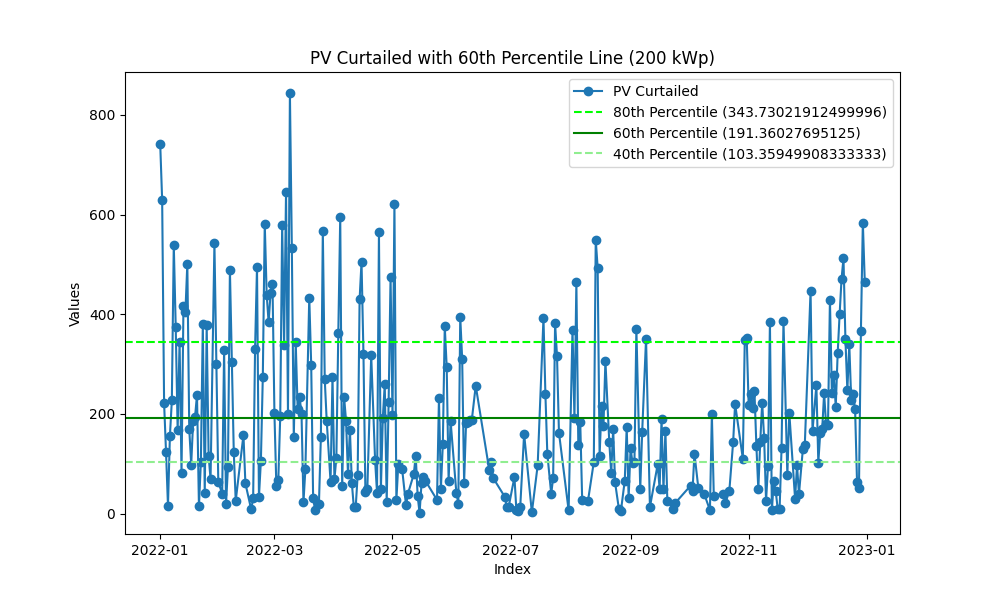 PV Curtailed with 60th Percentile Line (200 kWp)
PV Curtailed
80th Percentile (343.73021912499996)
60th Percentile (191.36027695125)
40th Percentile (103.35949908333333)
800
600
400
200
0
Values
2022-01 2022-03 2022-05 2022-07 2022-09 2022-11 2023-01
Index